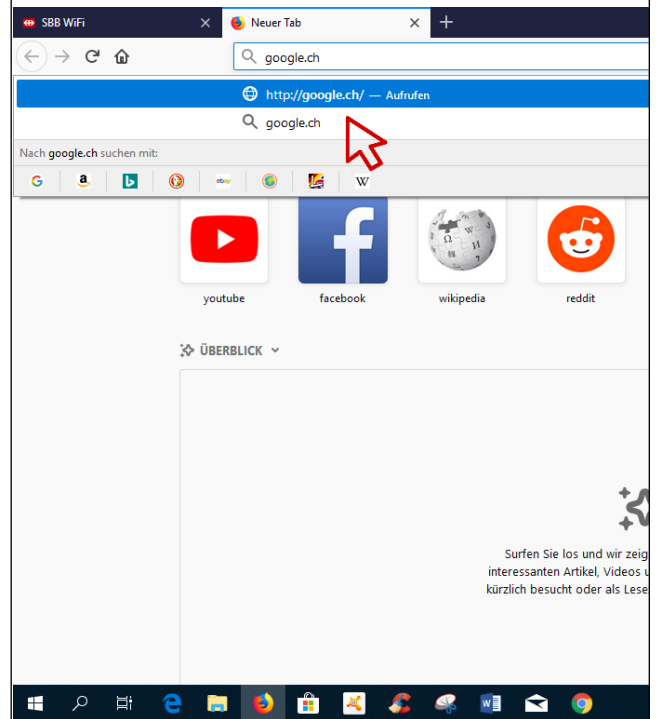 SBB WiFi
Neuer Tab
google.ch
http://google.ch/ — Aufrufen
google.ch
Nach google.ch suchen mit:
G a b ebay W
youtube facebook wikipedia reddit
ÜBERBLICK
Surfen Sie los und wir zeig
interessanten Artikel, Videos u
kürzlich besucht oder als Lese